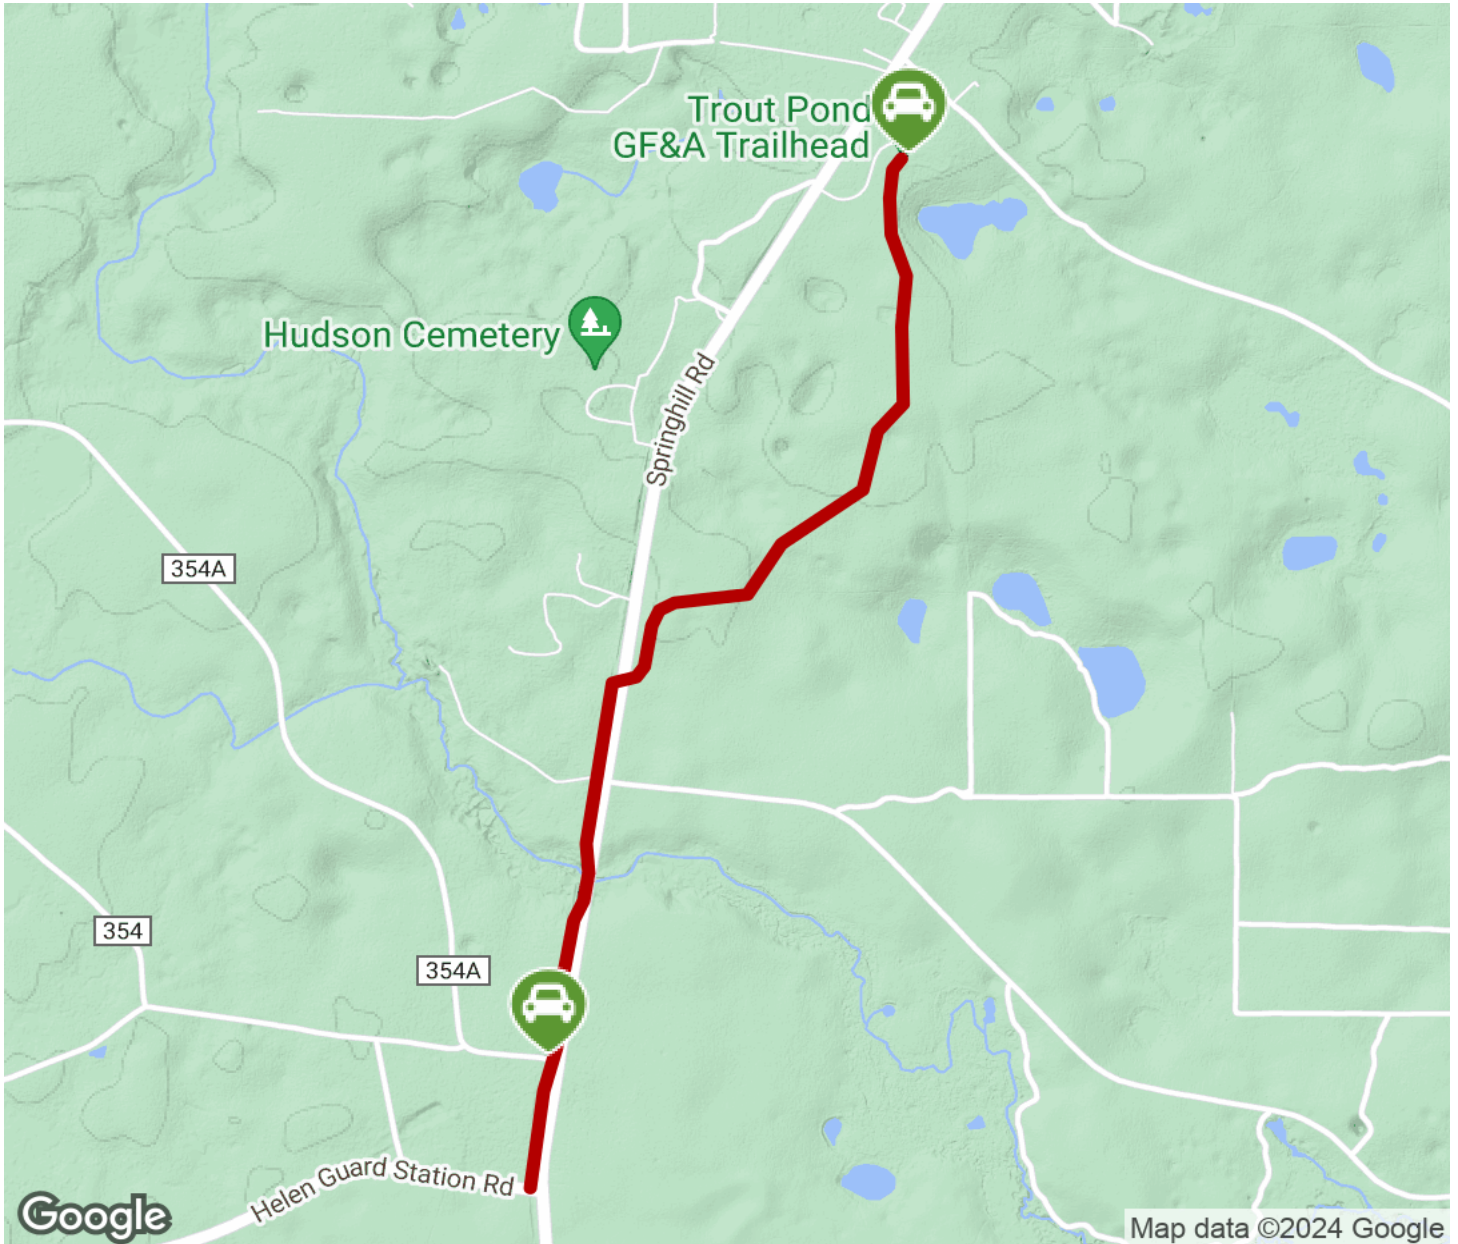 Trout Pond
GF&A Trailhead
Hudson Cemetery
Springhill Rd
354A
354
354A
Helen Guard Station Rd
Google
Map data ©2024 Google